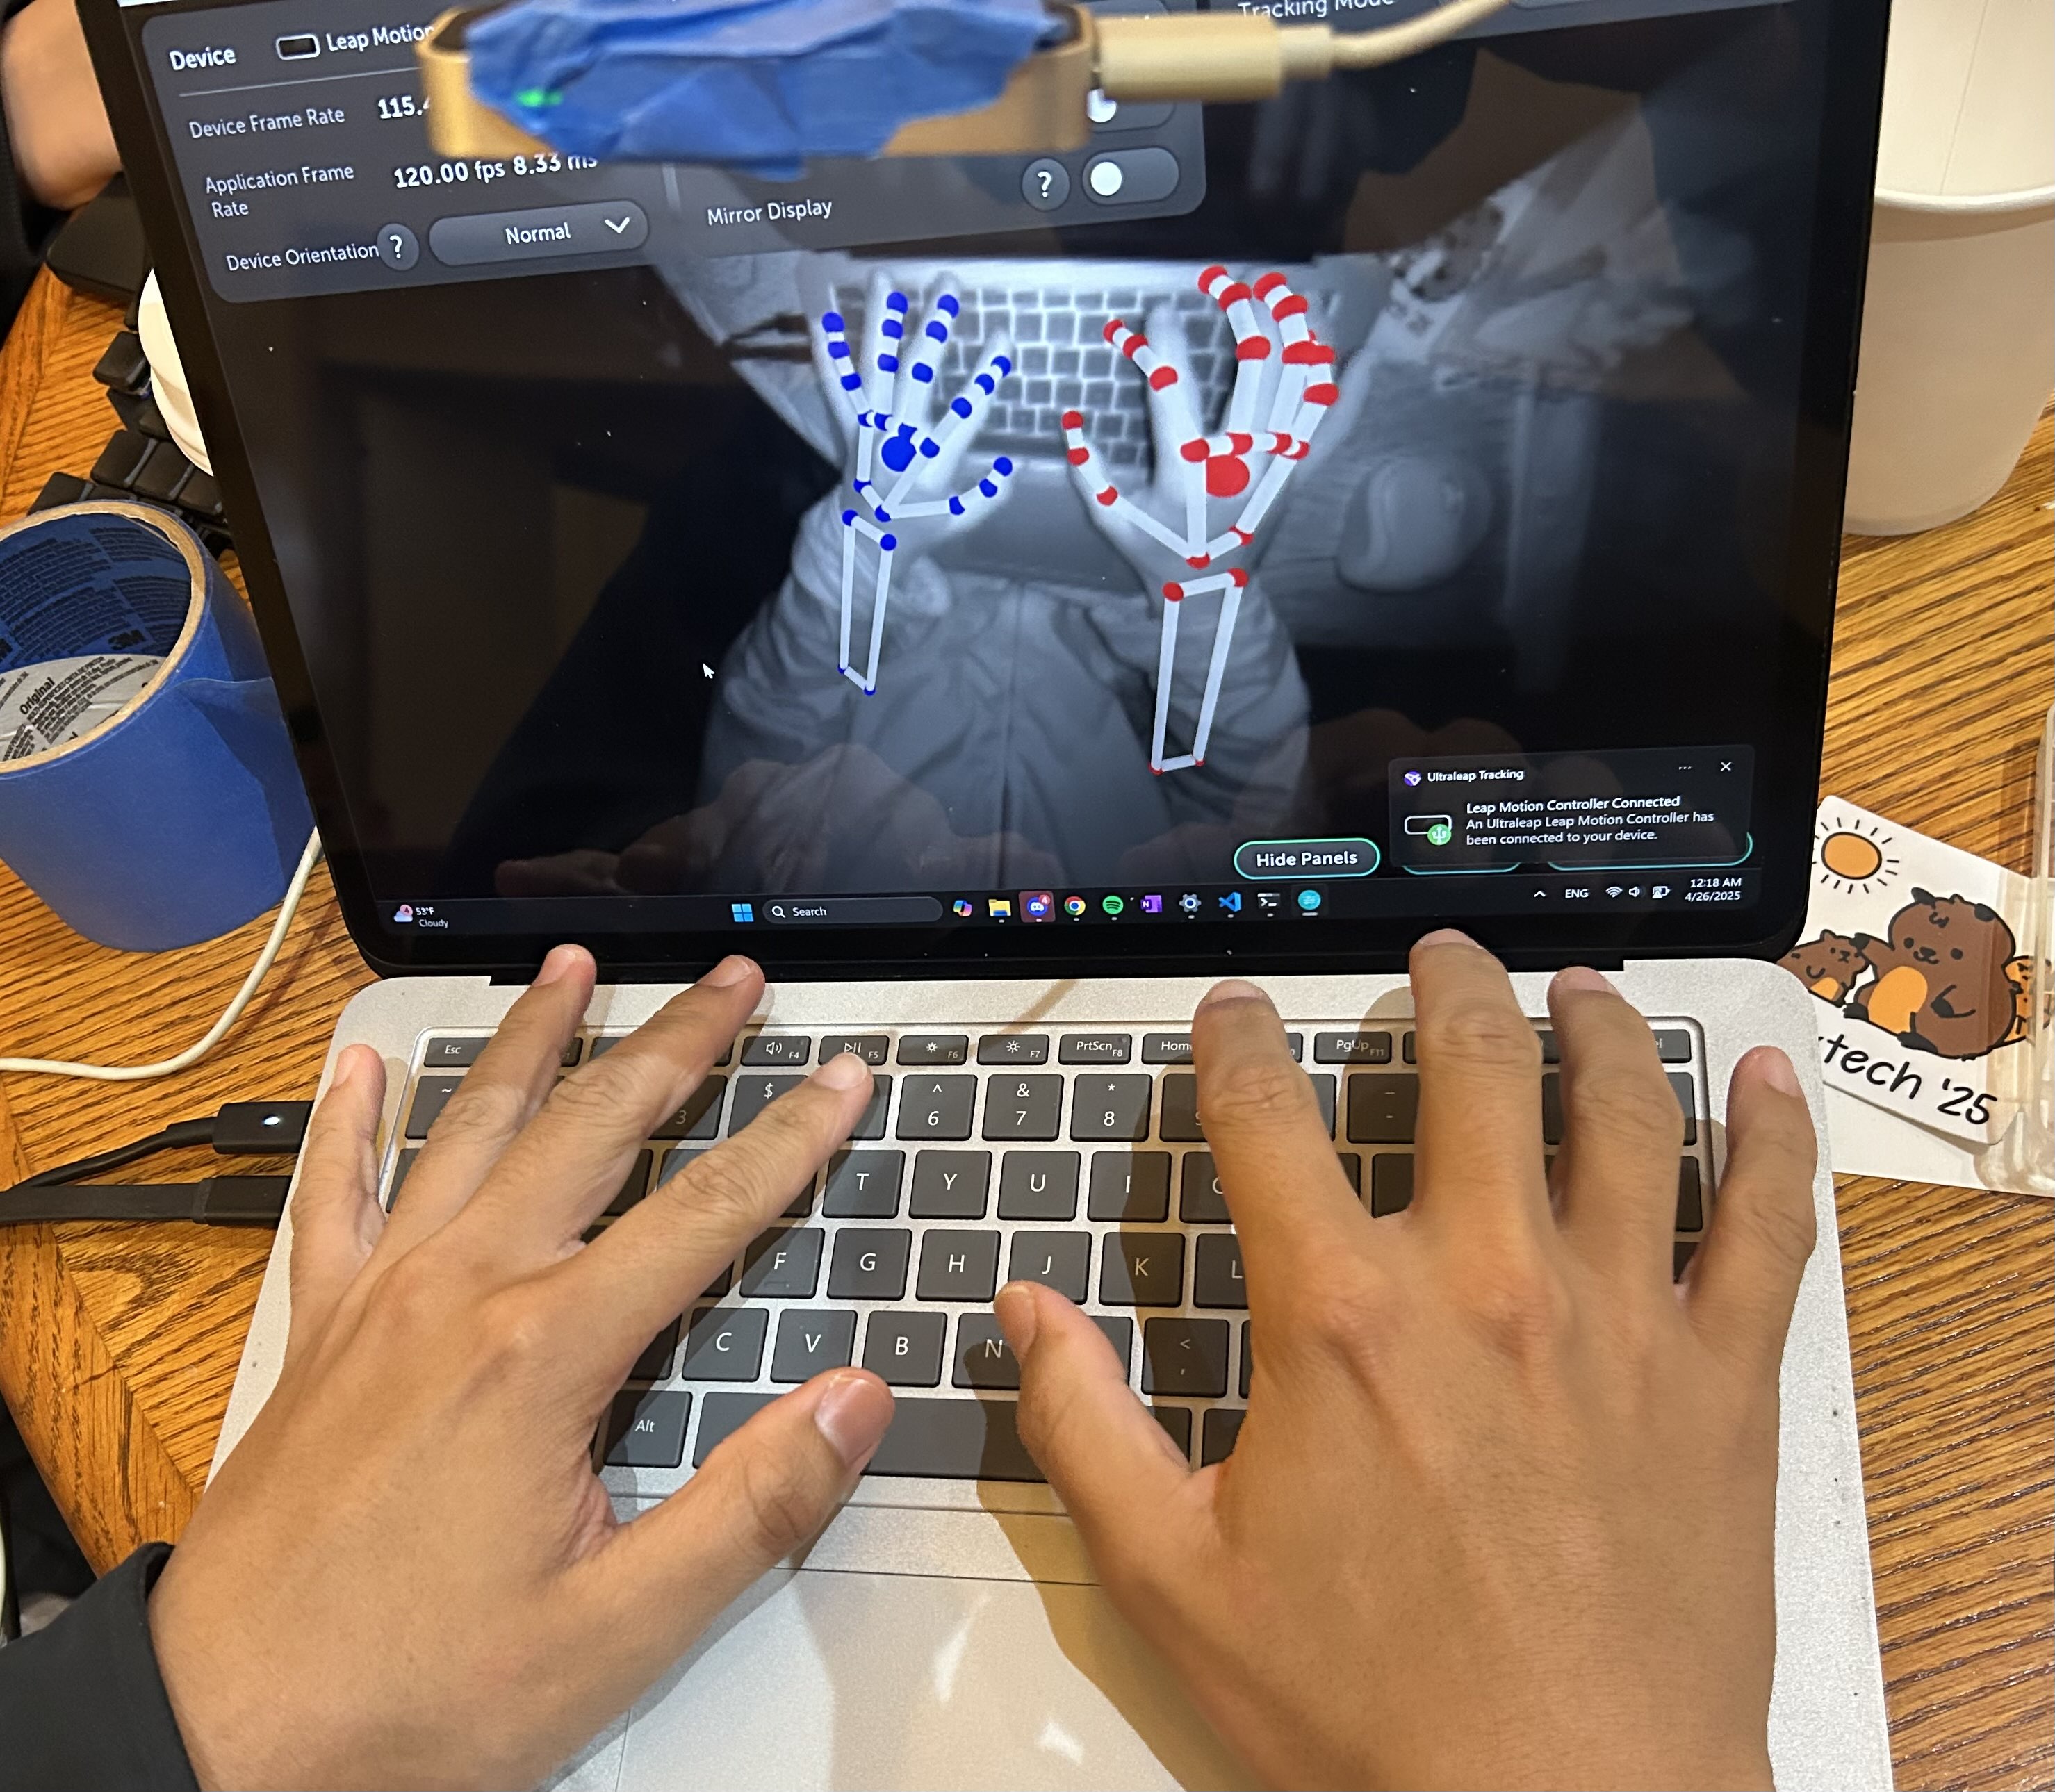 Tracking Mode
Device
Leap Motion
Device Frame Rate
115.
Application Frame Rate
120.00 fps 8.33 ms
Device Orientation ? Normal
Mirror Display ?
Original
3M
Ultraleap Tracking
Leap Motion Controller Connected
An Ultraleap Leap Motion Controller has
been connected to your device.
Hide Panels
53°F
Cloudy
Search
ENG
12:18 AM
4/26/2025
tech '25
Esc F4 F5 F6 F7 PrtScn F8 Home PgUp F11
~ 3 $ ^ 6 & 7 * 8 - -
T Y U I
F G H J K L
C V B N < ,
Alt